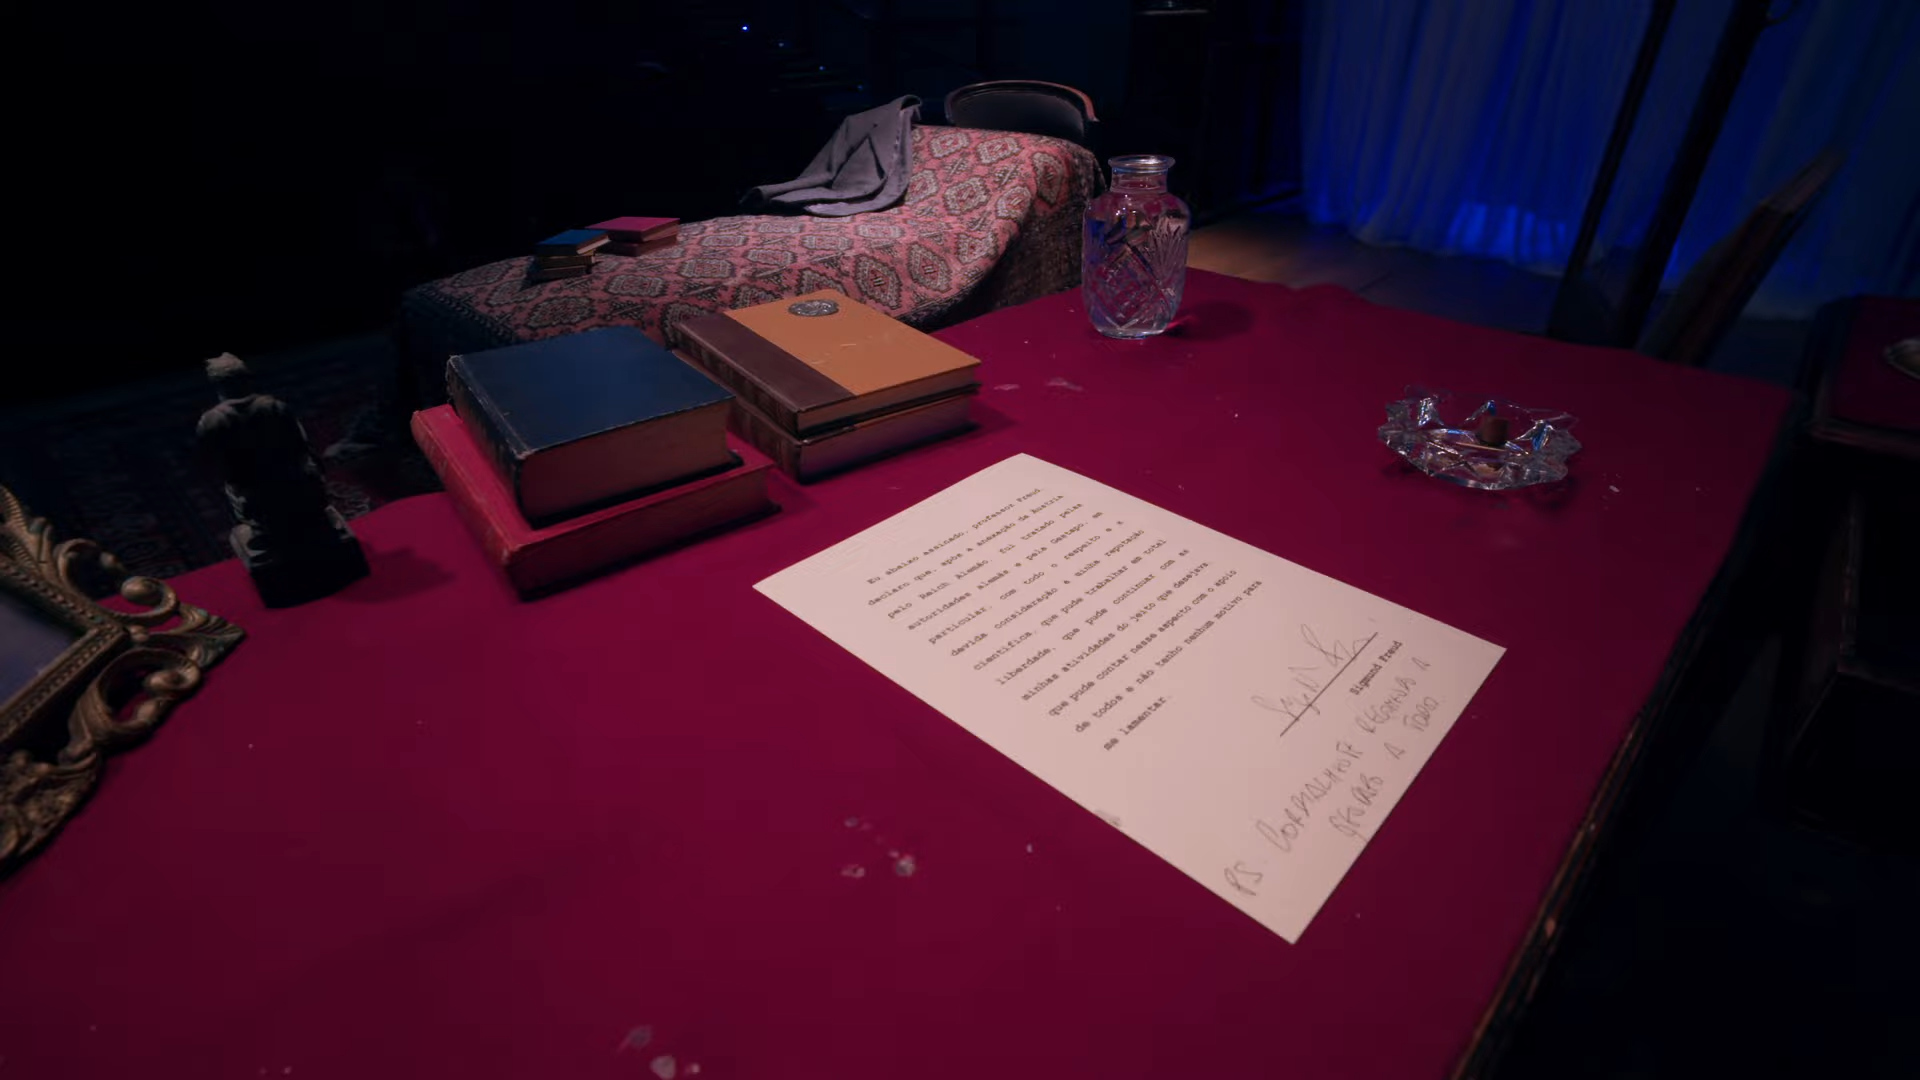 Eu abaixo assinado, professor Freud
declaro que, após a anexação da Áustria
pelo Reich Alemão, fui tratado pelas
autoridades alemãs e pela Gestapo, em
particular, com todo o respeito e a
devida consideração à minha reputação
científica, que pude trabalhar em total
liberdade, que pude continuar com as
minhas atividades do jeito que desejava.
que pude contar nesse aspecto com o apoio
de todos e não tenho nenhum motivo para
me lamentar.
Sigmund Freud
PS. CORDIALMENTE RECOMENDO A
GESTAPO A TODO.